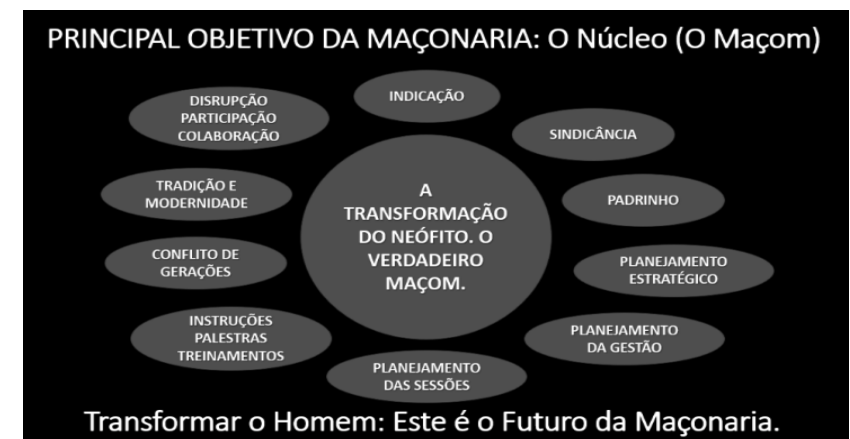 PRINCIPAL OBJETIVO DA MAÇONARIA: O Núcleo (O Maçom)
INDICAÇÃO
SINDICÂNCIA
PADRINHO
PLANEJAMENTO
ESTRATÉGICO
PLANEJAMENTO
DA GESTÃO
PLANEJAMENTO
DAS SESSÕES
INSTRUÇÕES
PALESTRAS
TREINAMENTOS
CONFLITO DE
GERAÇÕES
TRADIÇÃO E
MODERNIDADE
DISRUPÇÃO
PARTICIPAÇÃO
COLABORAÇÃO
A
TRANSFORMAÇÃO
DO NEÓFITO. O
VERDADEIRO
MAÇOM.
Transformar o Homem: Este é o Futuro da Maçonaria.